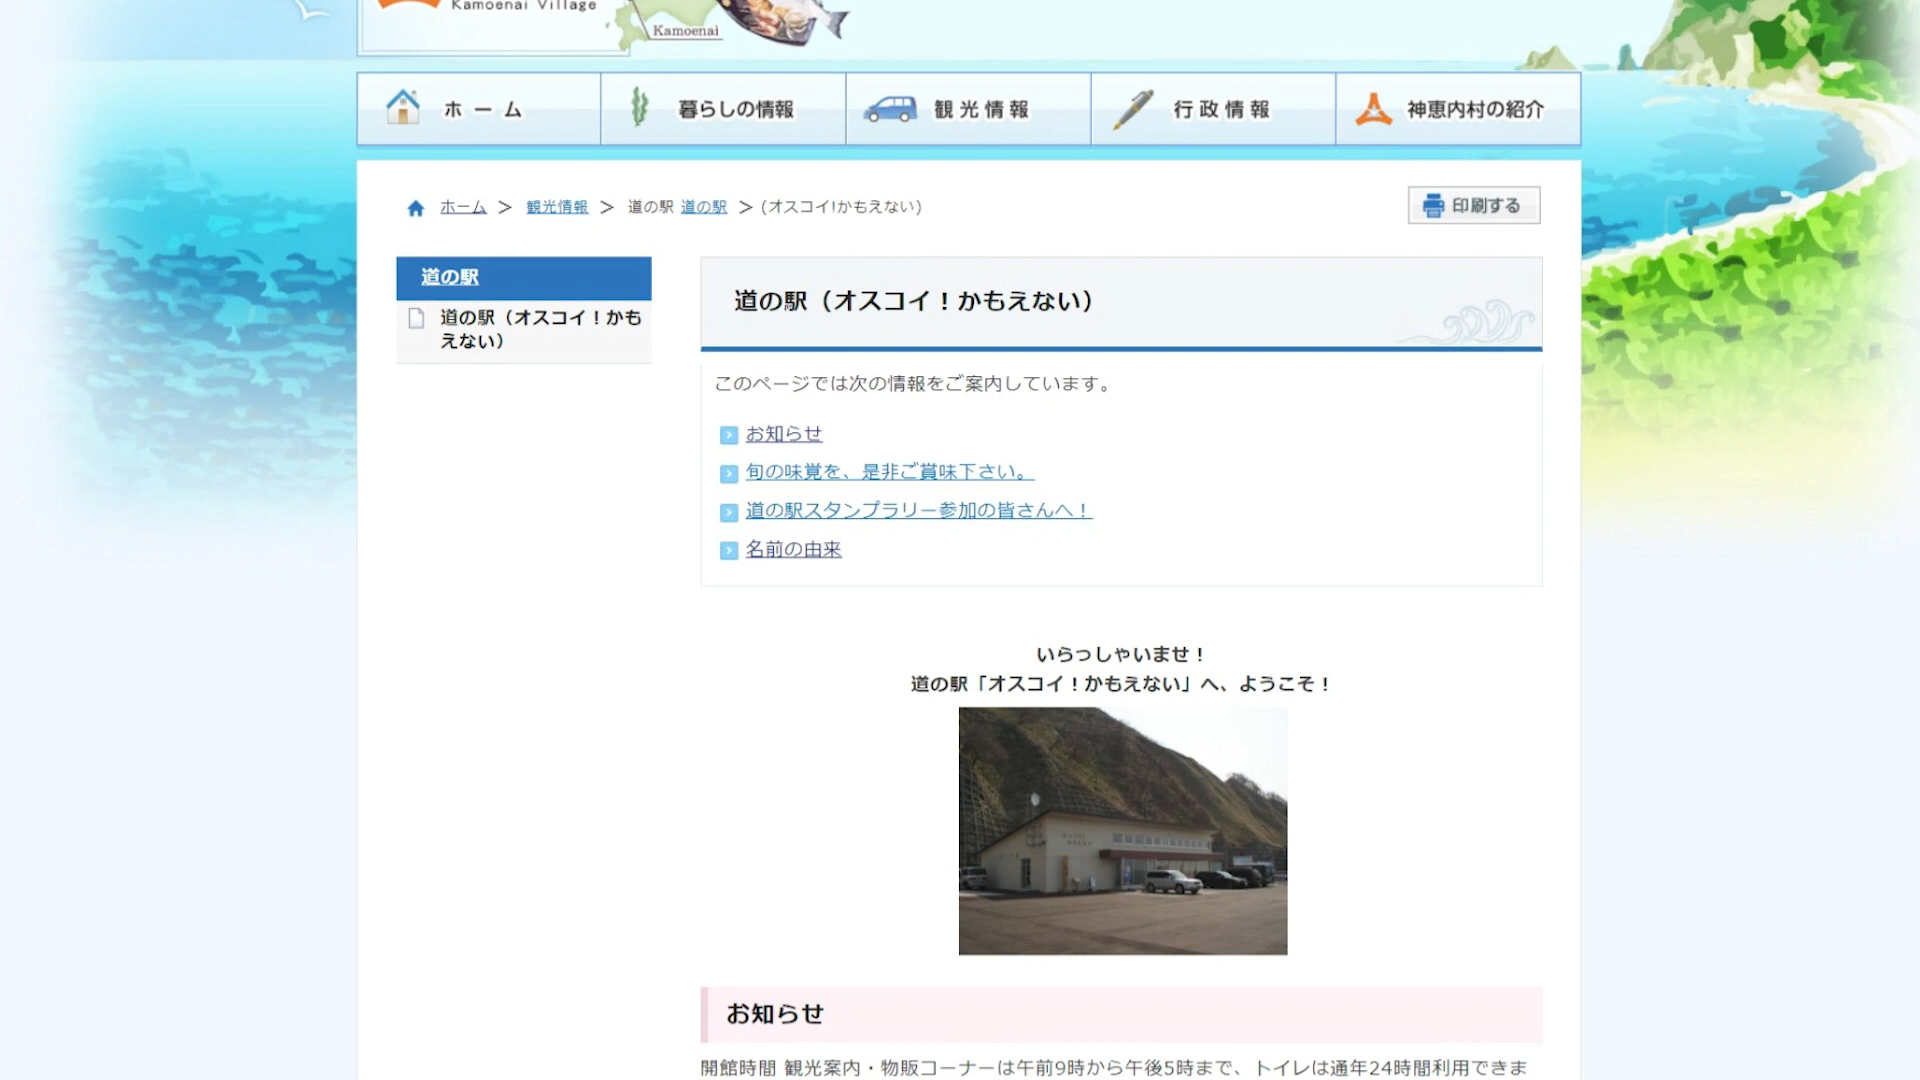 Kamoenai Village
Kamoenai
ホーム
暮らしの情報
観光情報
行政情報
神恵内村の紹介
ホーム > 観光情報 > 道の駅 道の駅 > (オスコイ!かもえない)
印刷する
道の駅
道の駅（オスコイ！かも
えない）
道の駅（オスコイ！かもえない）
このページでは次の情報をご案内しています。
お知らせ
旬の味覚を、是非ご賞味下さい。
道の駅スタンプラリー参加の皆さんへ！
名前の由来
いらっしゃいませ！
道の駅「オスコイ！かもえない」へ、ようこそ！
お知らせ
開館時間 観光案内・物販コーナーは午前9時から午後5時まで、トイレは通年24時間利用できま